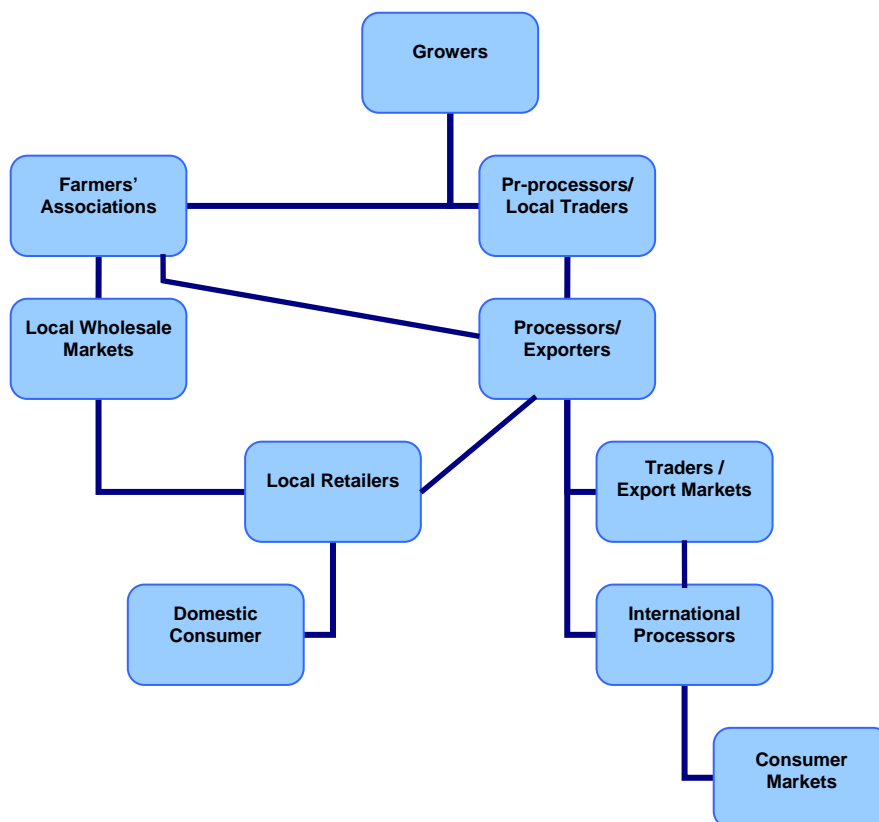 Growers
Farmers’
Associations
Pr-processors/
Local Traders
Local Wholesale
Markets
Processors/
Exporters
Local Retailers
Traders /
Export Markets
Domestic
Consumer
International
Processors
Consumer
Markets